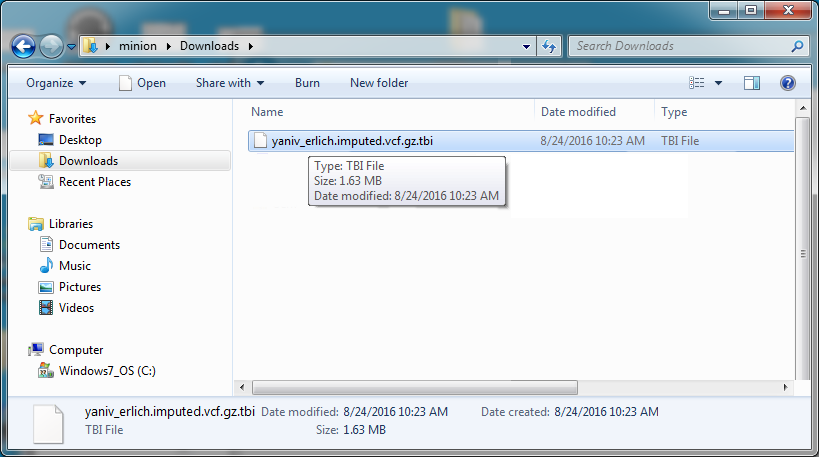 minion Downloads
Search Downloads
Organize Open Share with Burn New folder
Name Date modified Type
Favorites
Desktop
Downloads
Recent Places
Libraries
Documents
Music
Pictures
Videos
Computer
Windows7_OS (C:)
yaniv_erlich.imputed.vcf.gz.tbi 8/24/2016 10:23 AM TBI File
Type: TBI File
Size: 1.63 MB
Date modified: 8/24/2016 10:23 AM
yaniv_erlich.imputed.vcf.gz.tbi Date modified: 8/24/2016 10:23 AM Date created: 8/24/2016 10:23 AM
TBI File Size: 1.63 MB